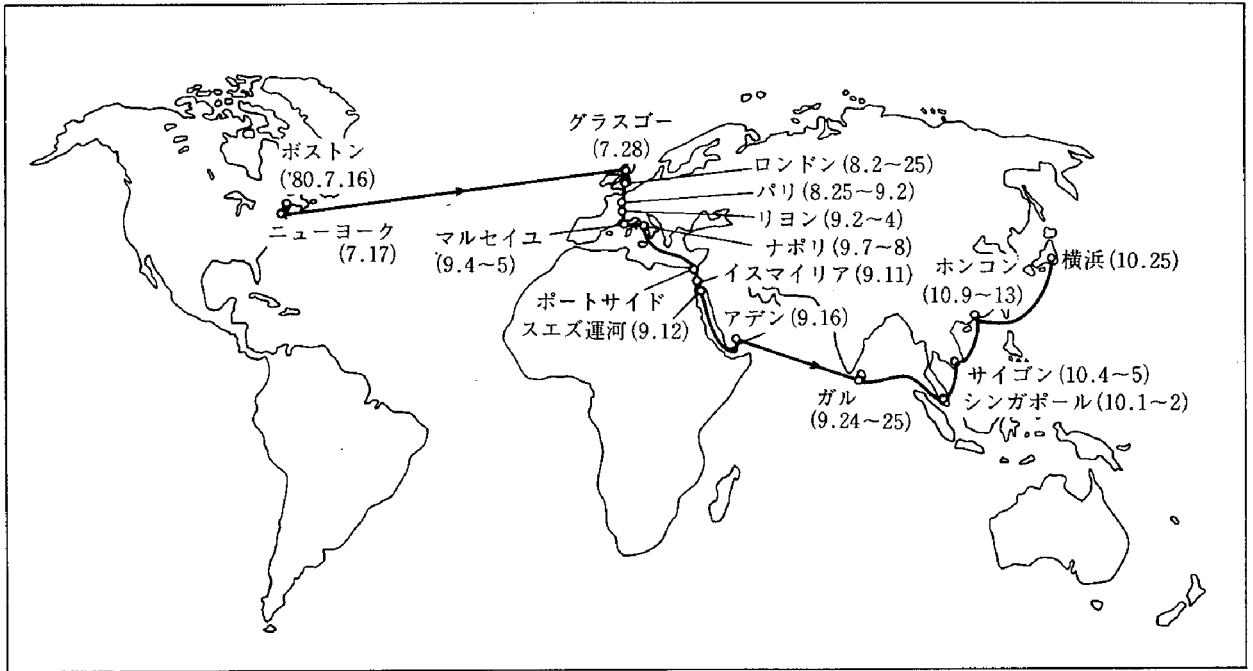 グラスゴー
(7.28)
ボストン
('80.7.16)
ロンドン(8.2~25)
パリ(8.25~9.2)
リヨン(9.2~4)
ニューヨーク
(7.17)
マルセイユ
(9.4~5)
ナポリ(9.7~8)
イスマイリア(9.11)
ポートサイド
スエズ運河(9.12)
アデン(9.16)
ホンコン
(10.9~13)
横浜(10.25)
ガル
(9.24~25)
サイゴン(10.4~5)
シンガポール(10.1~2)